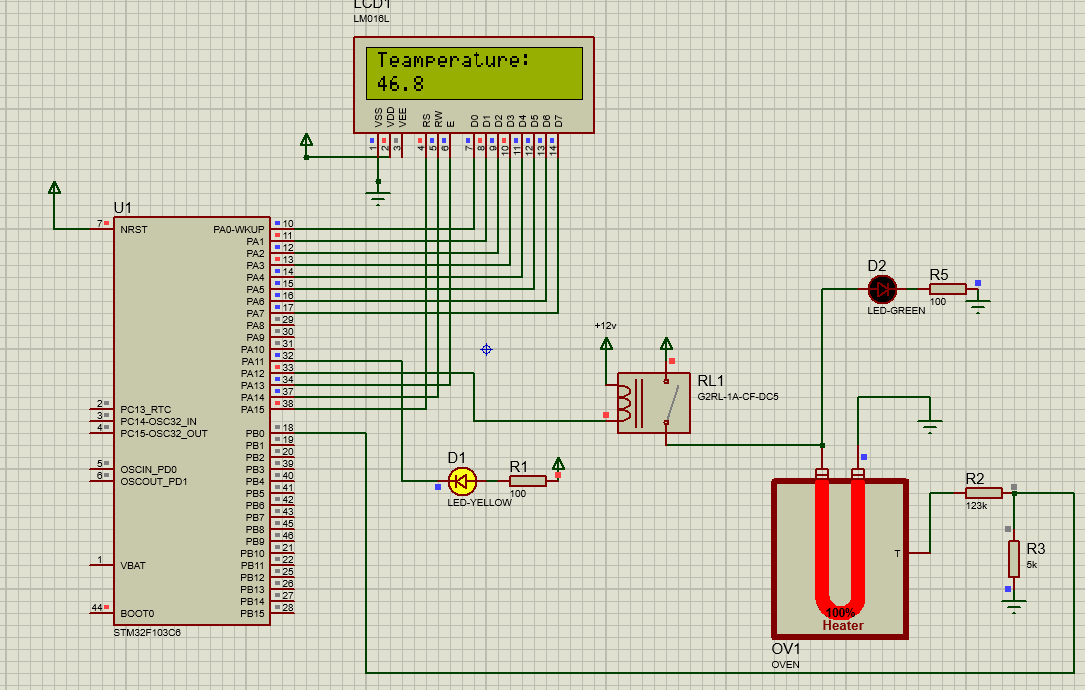 LCD1
LM016L
Teamperature:
46.8
VSS VDD VEE RS RW E D0 D1 D2 D3 D4 D5 D6 D7
1 2 3 4 5 6 7 8 9 10 11 12 13 14
U1
7 NRST PA0-WKUP 10
PA1 11
PA2 12
PA3 13
PA4 14
PA5 15
PA6 16
PA7 17
PA8 29
PA9 30
PA10 31
PA11 32
PA12 33
PA13 34
PA14 37
2 PC13_RTC PA15 38
3 PC14-OSC32_IN
4 PC15-OSC32_OUT PB0 18
PB1 19
PB2 20
5 OSCIN_PD0 PB3 39
6 OSCOUT_PD1 PB4 40
PB5 41
PB6 42
PB7 43
PB8 45
PB9 46
PB10 21
1 VBAT PB11 22
PB12 25
PB13 26
PB14 27
44 BOOT0 PB15 28
STM32F103C6
D2
LED-GREEN
R5
100
+12v
RL1
G2RL-1A-CF-DC5
D1
LED-YELLOW
R1
100
R2
123k
R3
5k
T
100%
Heater
OV1
OVEN